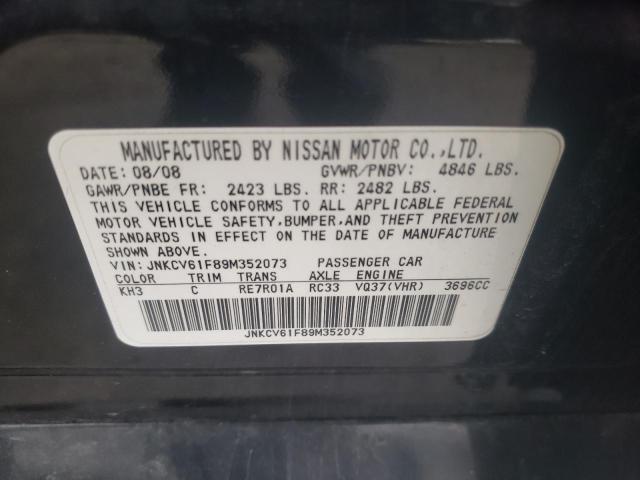 MANUFACTURED BY NISSAN MOTOR CO.,LTD.
DATE: 08/08 GVWR/PNBV: 4846 LBS.
GAWR/PNBE FR: 2423 LBS. RR: 2482 LBS.
THIS VEHICLE CONFORMS TO ALL APPLICABLE FEDERAL
MOTOR VEHICLE SAFETY,BUMPER,AND THEFT PREVENTION
STANDARDS IN EFFECT ON THE DATE OF MANUFACTURE
SHOWN ABOVE.
VIN: JNKCV61F89M352073 PASSENGER CAR
COLOR TRIM TRANS AXLE ENGINE
KH3 C RE7R01A RC33 VQ37(VHR) 3696CC
JNKCV61F89M352073